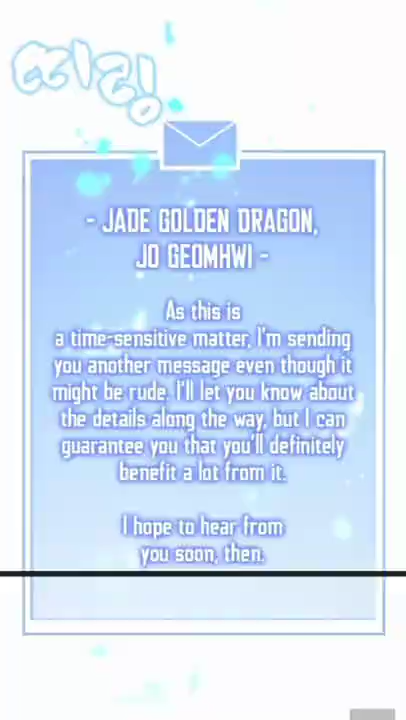 띠링
- JADE GOLDEN DRAGON,
JO GEOMHWI -
As this is
a time-sensitive matter, I'm sending
you another message even though it
might be rude. I'll let you know about
the details along the way, but I can
guarantee you that you'll definitely
benefit a lot from it.
I hope to hear from
you soon, then.